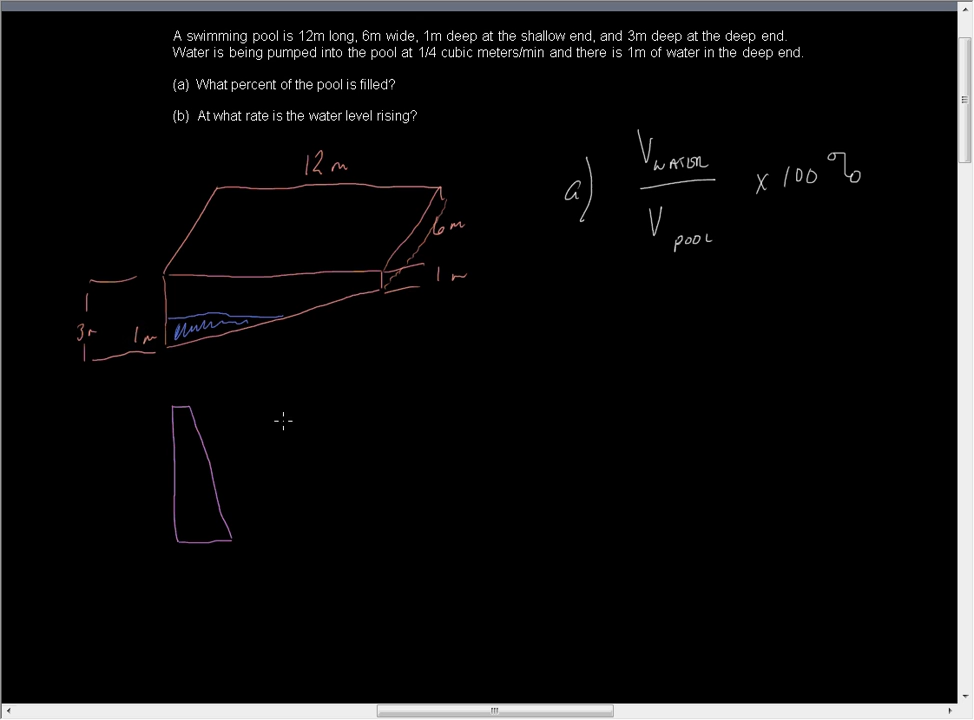 A swimming pool is 12m long, 6m wide, 1m deep at the shallow end, and 3m deep at the deep end.
Water is being pumped into the pool at 1/4 cubic meters/min and there is 1m of water in the deep end.
(a) What percent of the pool is filled?
(b) At what rate is the water level rising?
12 m
a) V WATER / V POOL x 100 %
6 m
1 m
3m
1 m